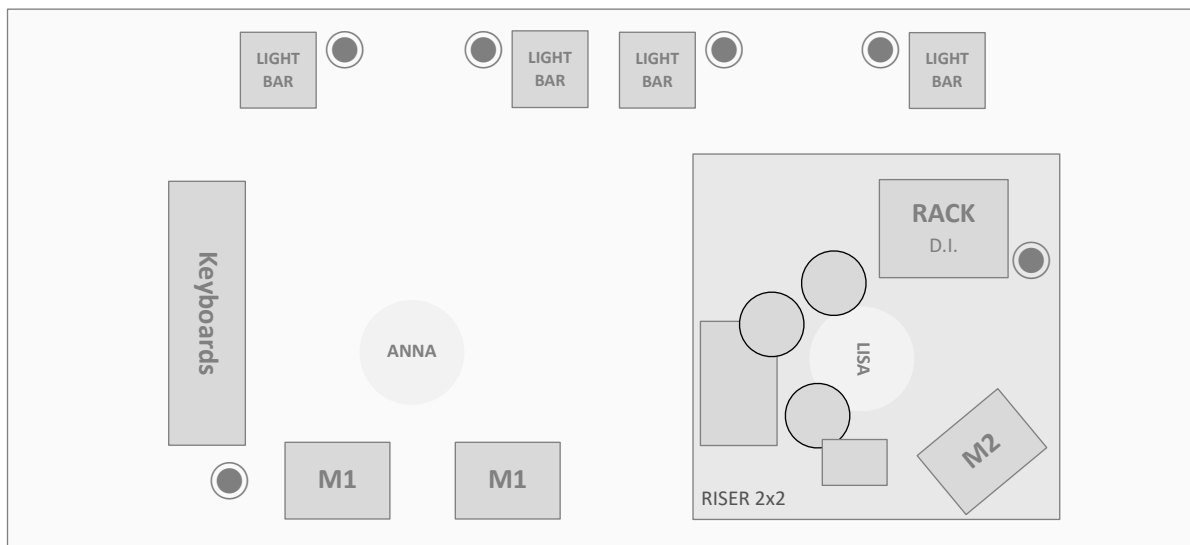 LIGHT
BAR
LIGHT
BAR
LIGHT
BAR
LIGHT
BAR
Keyboards
ANNA
M1
M1
RACK
D.I.
LISA
M2
RISER 2x2